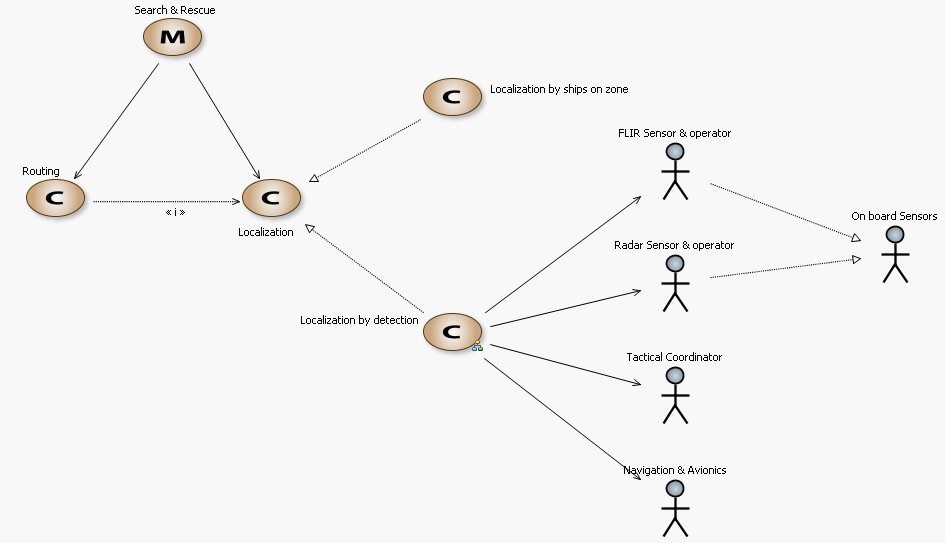 Search & Rescue
M
Localization by ships on zone
C
FLIR Sensor & operator
Routing
C
« i »
C
Localization
On board Sensors
Radar Sensor & operator
Localization by detection
C
Tactical Coordinator
Navigation & Avionics